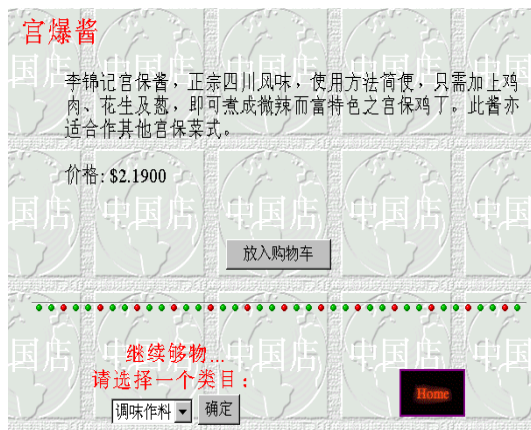 宫爆酱
李锦记宫保酱，正宗四川风味，使用方法简便，只需加上鸡
肉、花生及葱，即可煮成微辣而富特色之宫保鸡丁。此酱亦
适合作其他宫保菜式。
价格: $2.1900
放入购物车
继续够物...
请选择一个类目：
调味作料 确定
Home
中国店